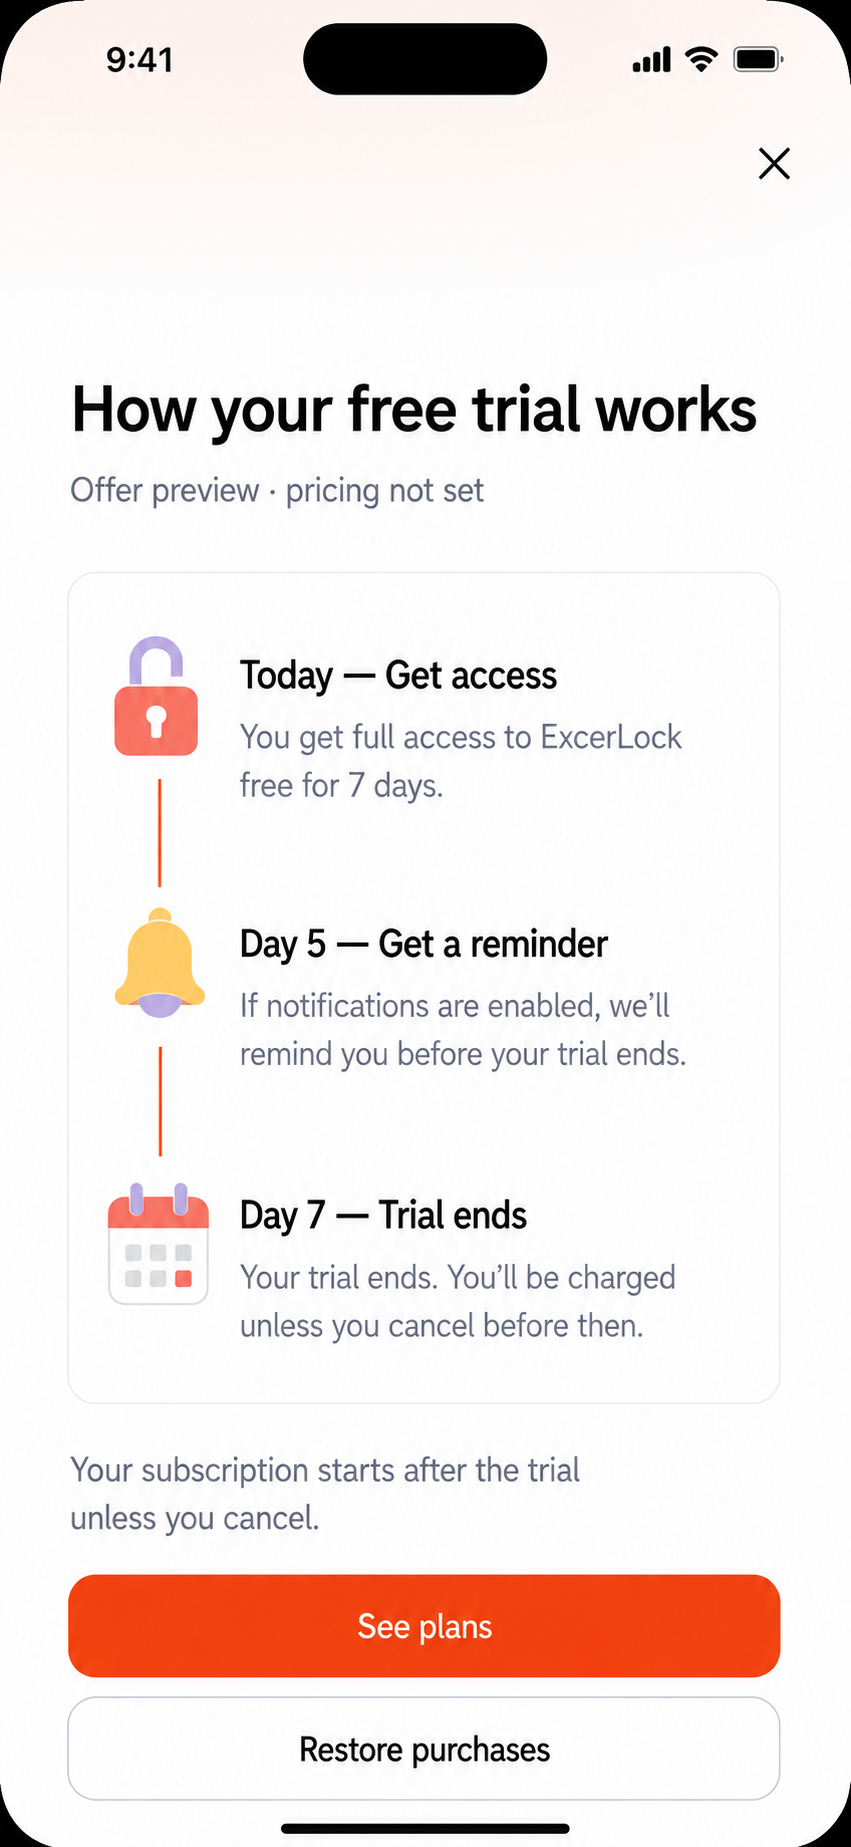 9:41
How your free trial works
Offer preview · pricing not set
Today — Get access
You get full access to ExcerLock
free for 7 days.
Day 5 — Get a reminder
If notifications are enabled, we’ll
remind you before your trial ends.
Day 7 — Trial ends
Your trial ends. You’ll be charged
unless you cancel before then.
Your subscription starts after the trial
unless you cancel.
See plans
Restore purchases